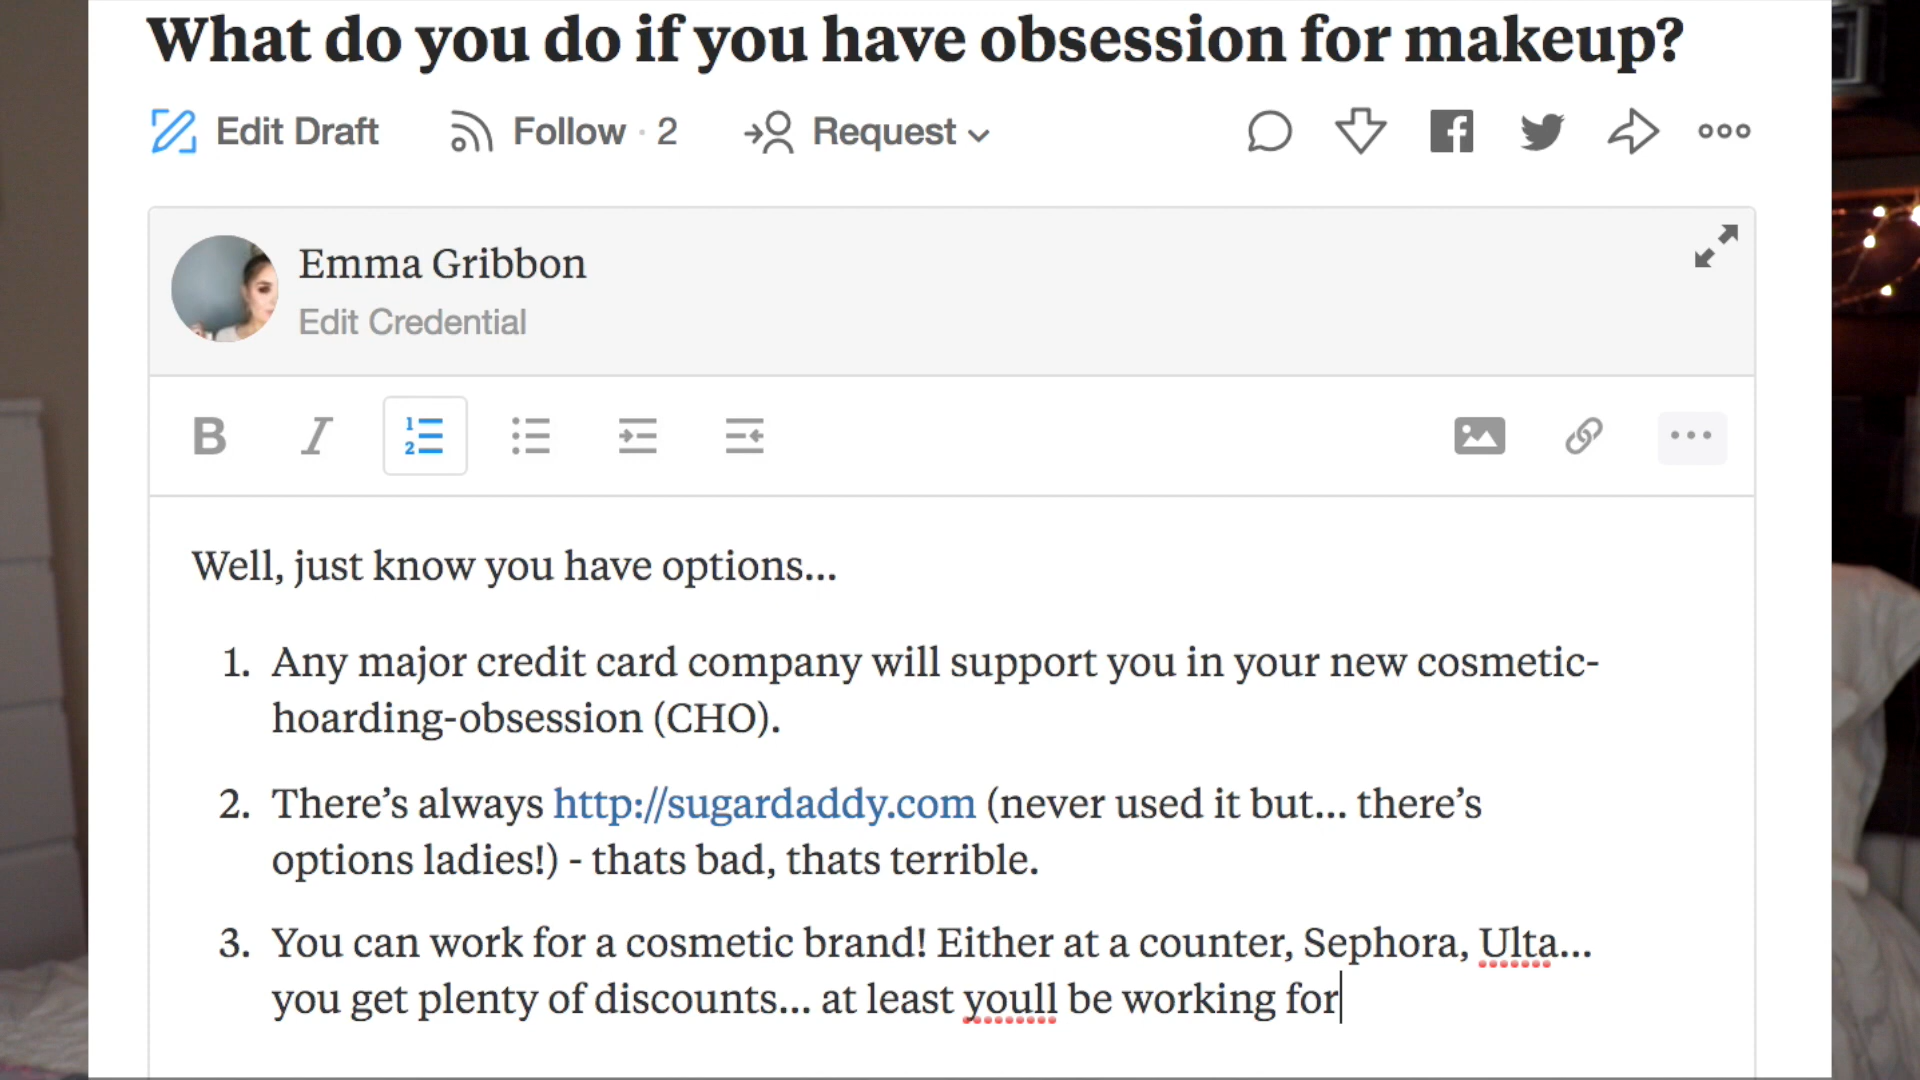 What do you do if you have obsession for makeup?
Edit Draft Follow · 2 Request
Emma Gribbon
Edit Credential
B I 1 2
Well, just know you have options...
1. Any major credit card company will support you in your new cosmetic-
hoarding-obsession (CHO).
2. There’s always http://sugardaddy.com (never used it but... there’s
options ladies!) - thats bad, thats terrible.
3. You can work for a cosmetic brand! Either at a counter, Sephora, Ulta...
you get plenty of discounts... at least youll be working for